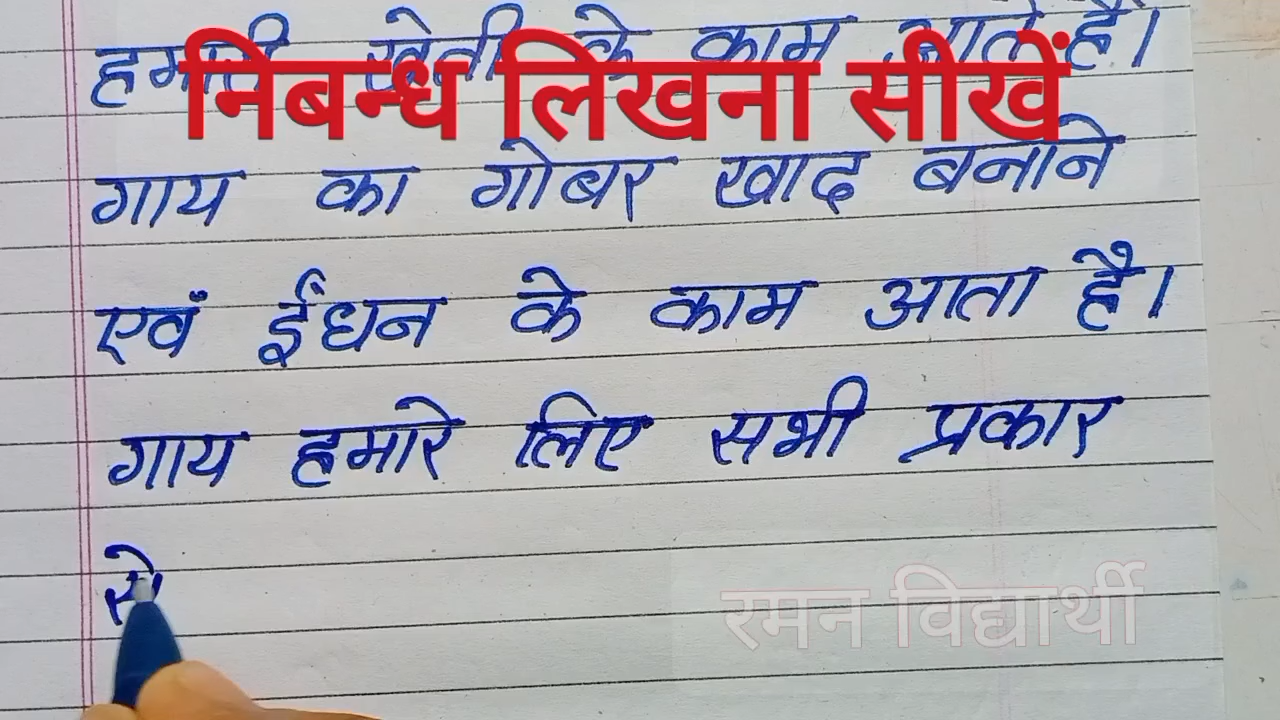 हमारी खेती के काम आते हैं।
निबन्ध लिखना सीखें
गाय का गोबर खाद बनाने
एवं ईंधन के काम आता है।
गाय हमारे लिए सभी प्रकार
से
रमन विद्यार्थी